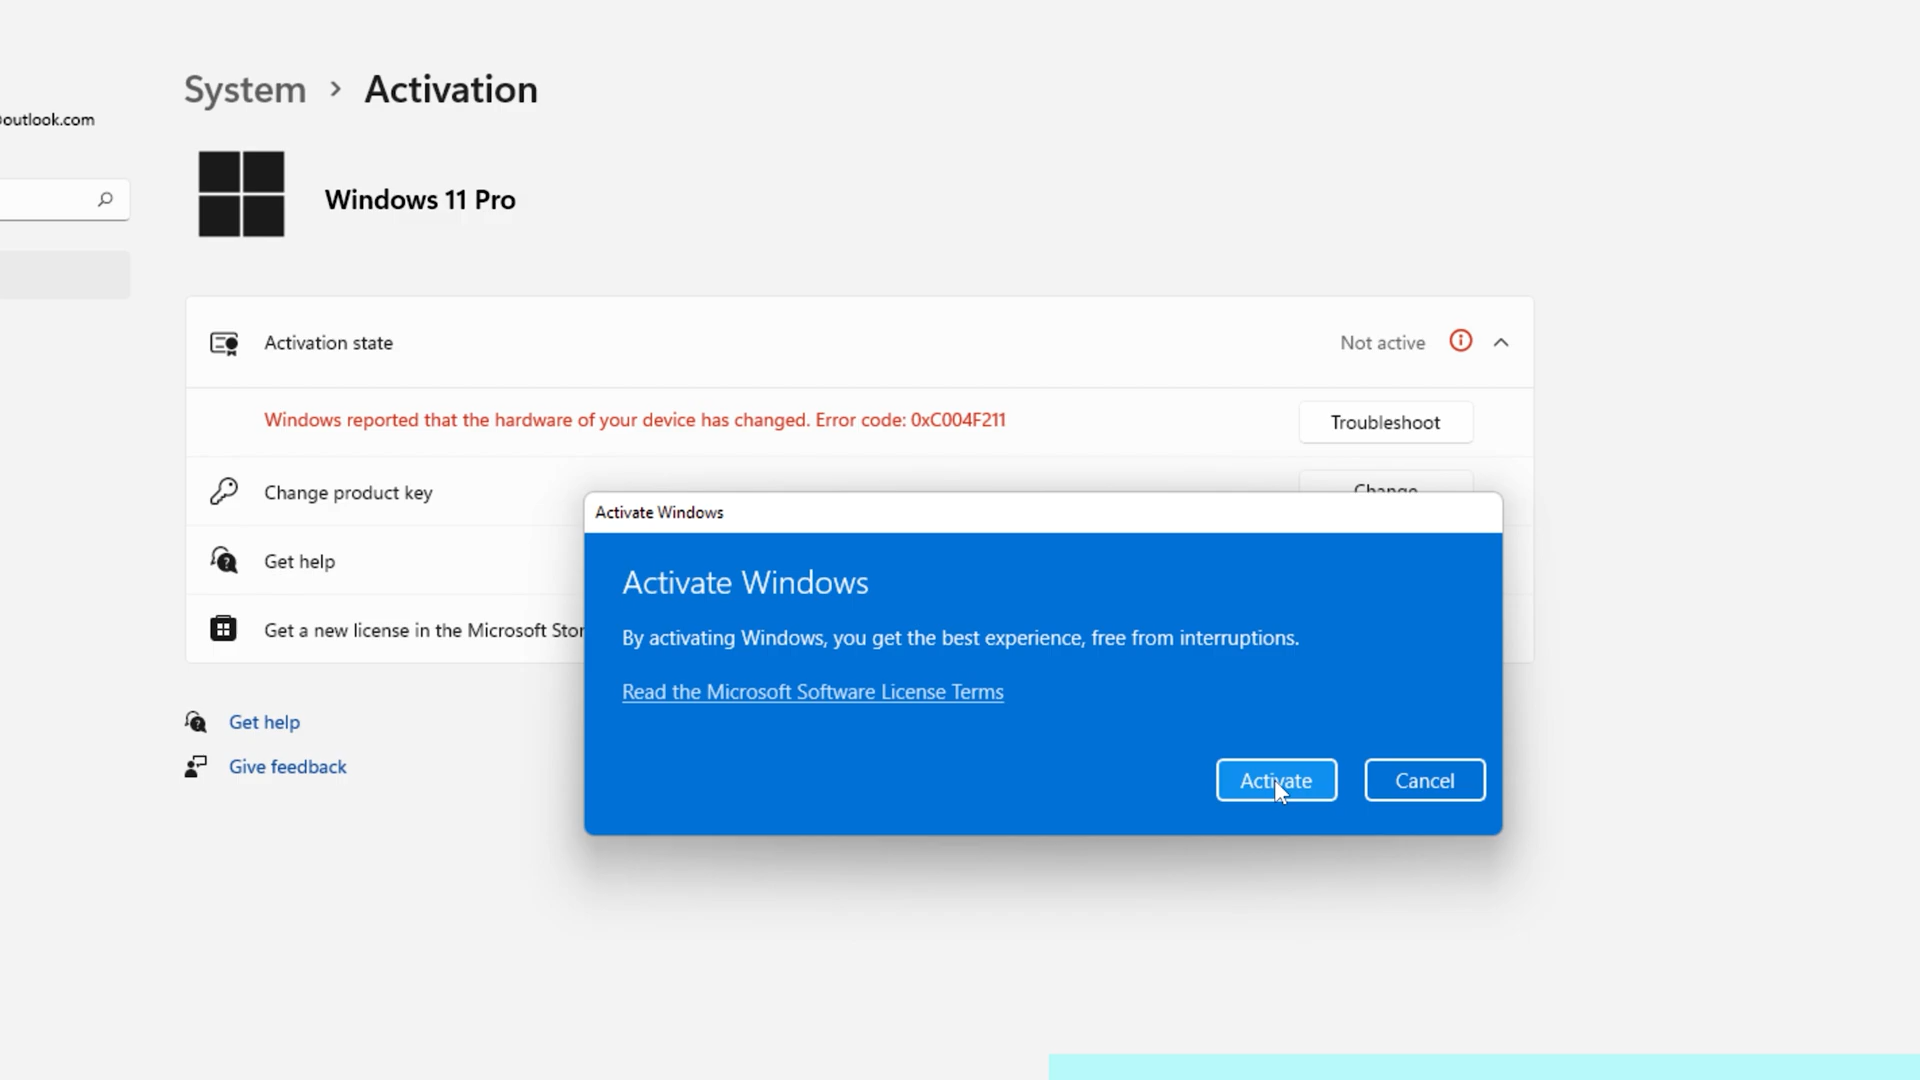 System > Activation
outlook.com
Windows 11 Pro
Activation state
Not active
Windows reported that the hardware of your device has changed. Error code: 0xC004F211
Troubleshoot
Change product key
Change
Activate Windows
Get help
Activate Windows
Get a new license in the Microsoft Stor
By activating Windows, you get the best experience, free from interruptions.
Read the Microsoft Software License Terms
Get help
Give feedback
Activate
Cancel